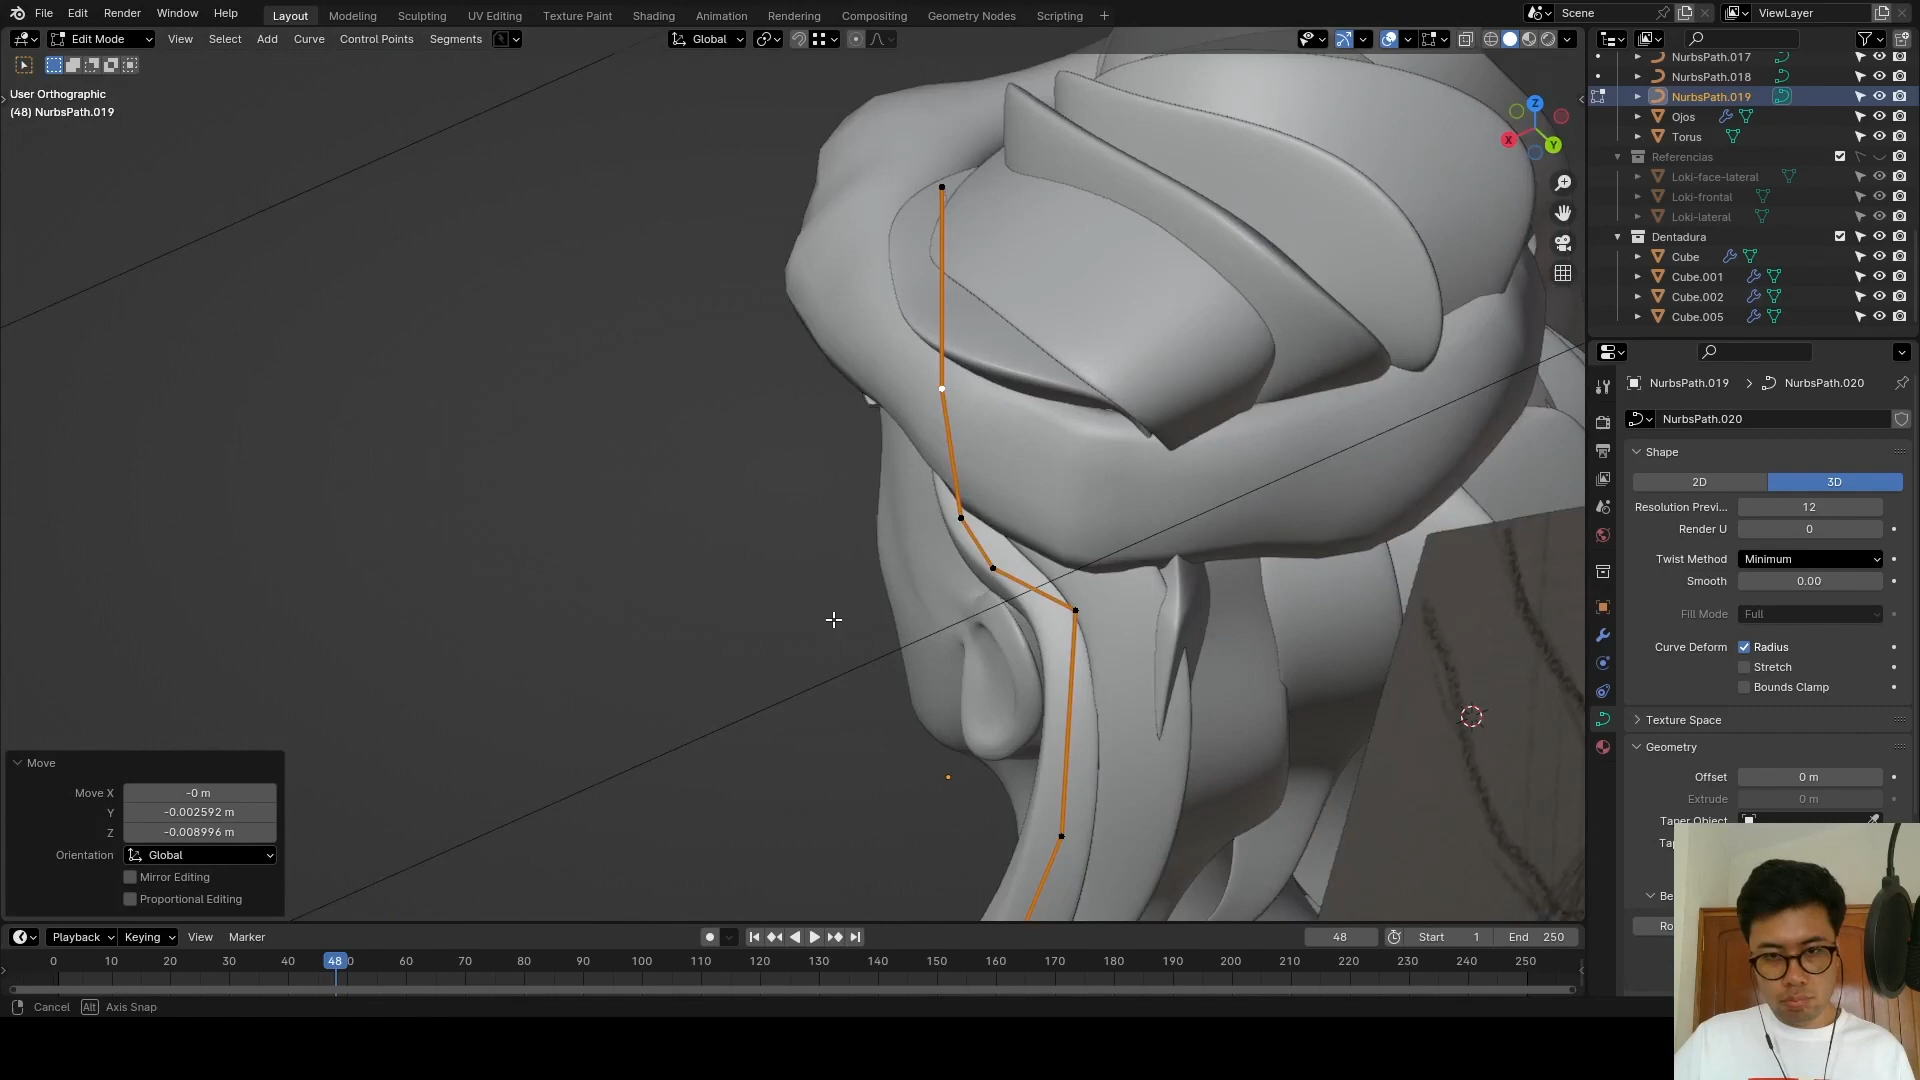 File Edit Render Window Help
Layout Modeling Sculpting UV Editing Texture Paint Shading Animation Rendering Compositing Geometry Nodes Scripting +
Scene
ViewLayer
Edit Mode View Select Add Curve Control Points Segments
Global
User Orthographic
(48) NurbsPath.019
Z
X
Y
NurbsPath.017
NurbsPath.018
NurbsPath.019
Ojos
Torus
Referencias
Loki-face-lateral
Loki-frontal
Loki-lateral
Dentadura
Cube
Cube.001
Cube.002
Cube.005
NurbsPath.019 > NurbsPath.020
NurbsPath.020
Shape
2D 3D
Resolution Previ... 12
Render U 0
Twist Method Minimum
Smooth 0.00
Fill Mode Full
Curve Deform Radius
Stretch
Bounds Clamp
Texture Space
Geometry
Offset 0 m
Extrude 0 m
Taper Object
Move
Move X -0 m
Y -0.002592 m
Z -0.008996 m
Orientation Global
Mirror Editing
Proportional Editing
Playback Keying View Marker
48 Start 1 End 250
0 10 20 30 40 48 60 70 80 90 100 110 120 130 140 150 160 170 180 190 200 210 220 230 240 250
Cancel Alt Axis Snap